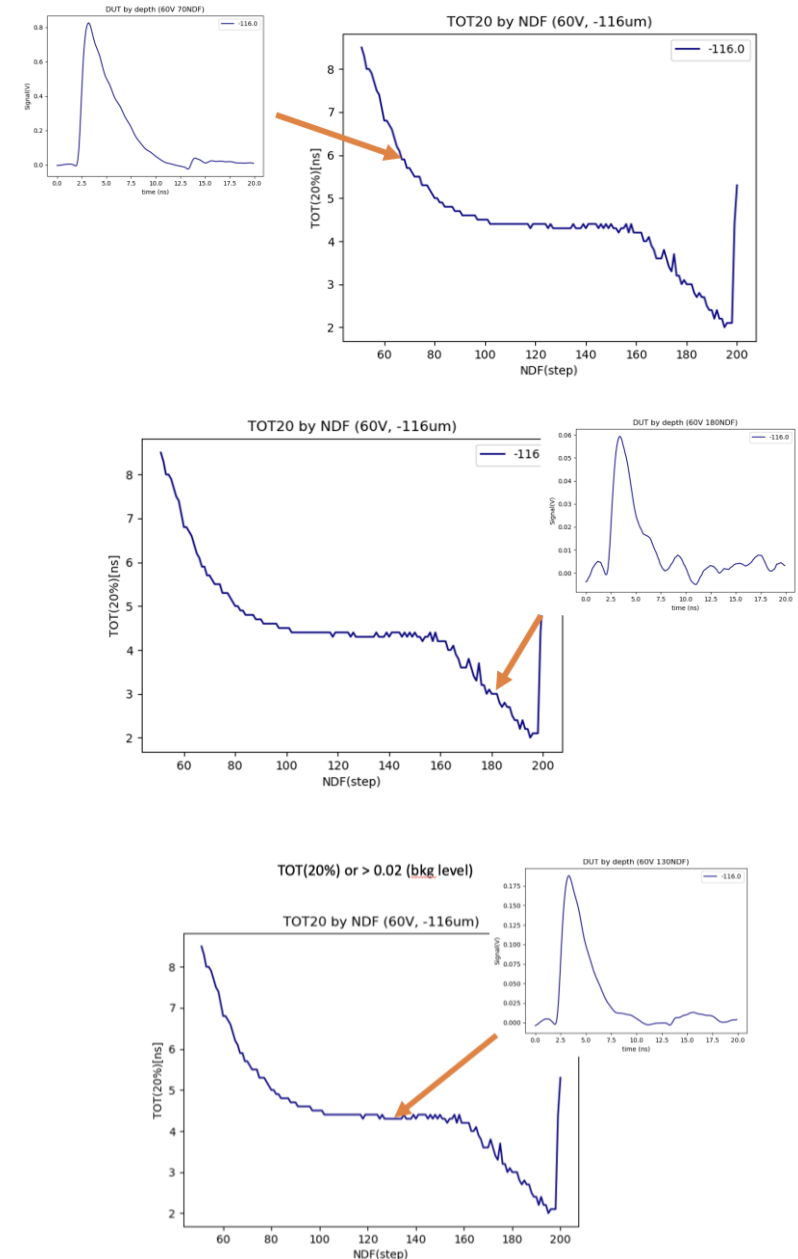 DUT by depth (60V 70NDF)
-116.0
Signal(V)
0.8
0.6
0.4
0.2
0.0
0.0 2.5 5.0 7.5 10.0 12.5 15.0 17.5 20.0
time (ns)
TOT20 by NDF (60V, -116um)
-116.0
TOT(20%)[ns]
8
7
6
5
4
3
2
60 80 100 120 140 160 180 200
NDF(step)
TOT20 by NDF (60V, -116um)
-116
TOT(20%)[ns]
8
7
6
5
4
3
2
60 80 100 120 140 160 180 200
NDF(step)
DUT by depth (60V 180NDF)
-116.0
Signal(V)
0.06
0.05
0.04
0.03
0.02
0.01
0.00
0.0 2.5 5.0 7.5 10.0 12.5 15.0 17.5 20.0
time (ns)
TOT(20%) or > 0.02 (bkg level)
TOT20 by NDF (60V, -116um)
TOT(20%)[ns]
8
7
6
5
4
3
2
60 80 100 120 140 160 180 200
NDF(step)
DUT by depth (60V 130NDF)
-116.0
Signal(V)
0.175
0.150
0.125
0.100
0.075
0.050
0.025
0.000
0.0 2.5 5.0 7.5 10.0 12.5 15.0 17.5 20.0
time (ns)